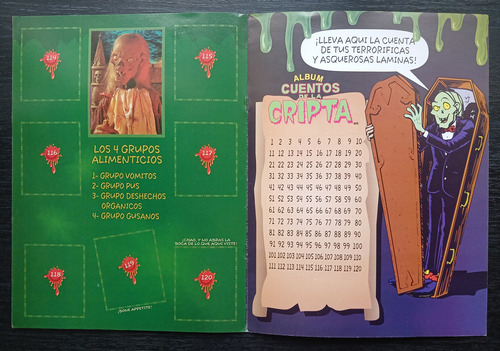 124
115
116
117
LOS 4 GRUPOS
ALIMENTICIOS
1- GRUPO VOMITOS
2- GRUPO PUS
3- GRUPO DESHECHOS
ORGANICOS
4- GRUPO GUSANOS
118
119
120
¡QUE APPETITE!
¡LLEVA AQUI LA CUENTA
DE TUS TERRORIFICAS
Y ASQUEROSAS LAMINAS!
ALBUM
CUENTOS
DE LA
CRIPTA
1 2 3 4 5 6 7 8 9 10
11 12 13 14 15 16 17 18 19 20
21 22 23 24 25 26 27 28 29 30
31 32 33 34 35 36 37 38 39 40
41 42 43 44 45 46 47 48 49 50
51 52 53 54 55 56 57 58 59 60
61 62 63 64 65 66 67 68 69 70
71 72 73 74 75 76 77 78 79 80
81 82 83 84 85 86 87 88 89 90
91 92 93 94 95 96 97 98 99 100
101 102 103 104 105 106 107 108 109 110
111 112 113 114 115 116 117 118 119 120